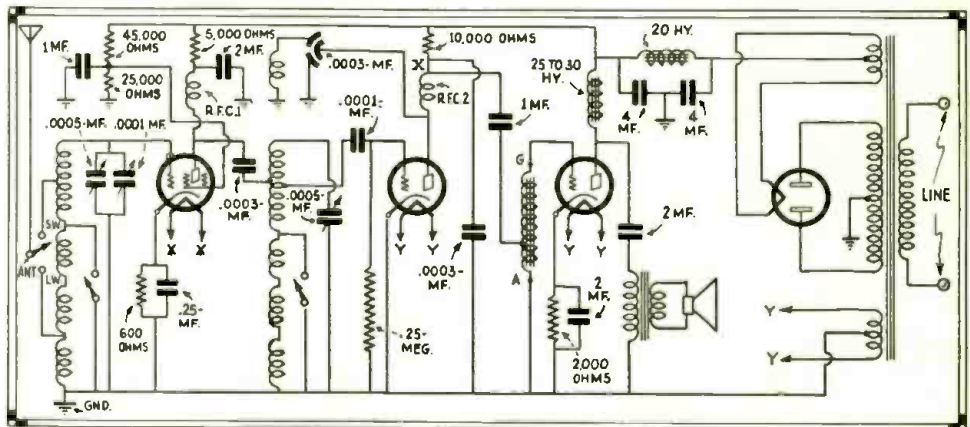 1 MF.
45,000
OHMS
25,000
OHMS
5,000 OHMS
2 MF.
R.F.C.1
.0005-MF.
.0001 MF.
.0003-MF.
10,000 OHMS
X
R.F.C.2
25 TO 30
HY.
20 HY.
4
MF.
4
MF.
.0001-
MF.
1 MF.
.0003-
MF.
.0005-
MF.
G
A
2 MF.
LINE
SW
ANT
LW
X
X
Y
Y
Y
Y
.0003-
MF.
600
OHMS
.25-
MF.
.25-
MEG.
2
MF.
2,000
OHMS
Y
Y
GND.